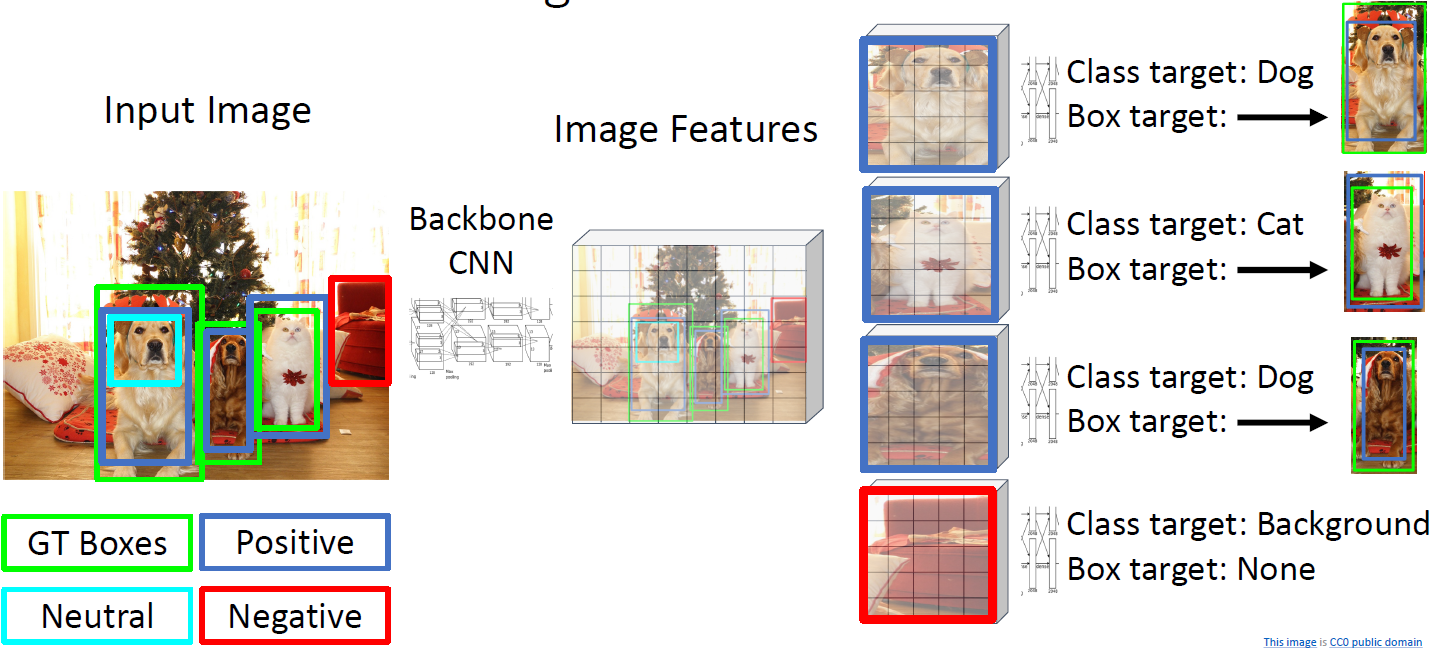 Input Image
Backbone
CNN
Image Features
Class target: Dog
Box target:
Class target: Cat
Box target:
Class target: Dog
Box target:
Class target: Background
Box target: None
GT Boxes
Positive
Neutral
Negative
This image is CC0 public domain